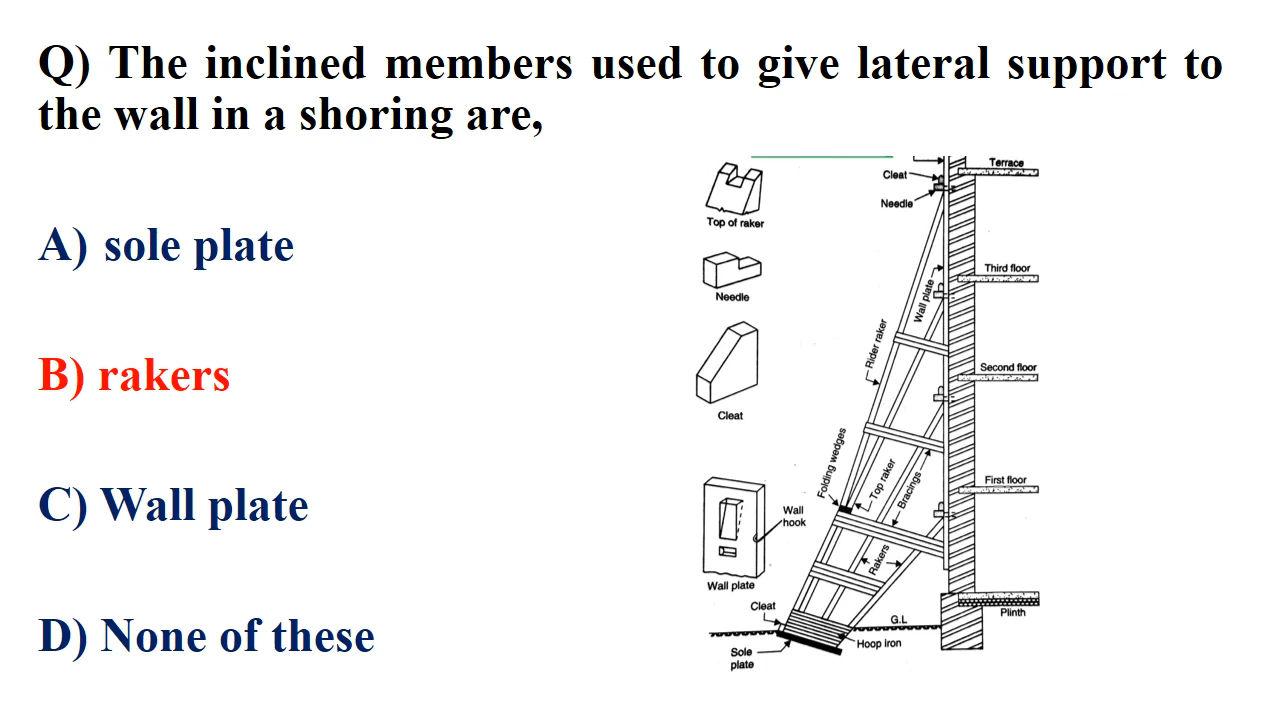 Q) The inclined members used to give lateral support to
the wall in a shoring are,
A) sole plate
B) rakers
C) Wall plate
D) None of these
Top of raker
Needle
Cleat
Wall
hook
Wall plate
Terrace
Cleat
Needle
Third floor
Wall plate
Rider raker
Second floor
Folding wedges
Top raker
Bracings
First floor
Rakers
Cleat
G.L
Plinth
Hoop iron
Sole
plate